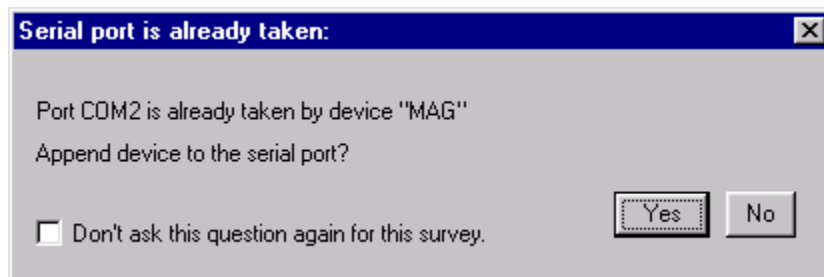 Serial port is already taken:
Port COM2 is already taken by device "MAG"
Append device to the serial port?
Yes
No
Don't ask this question again for this survey.